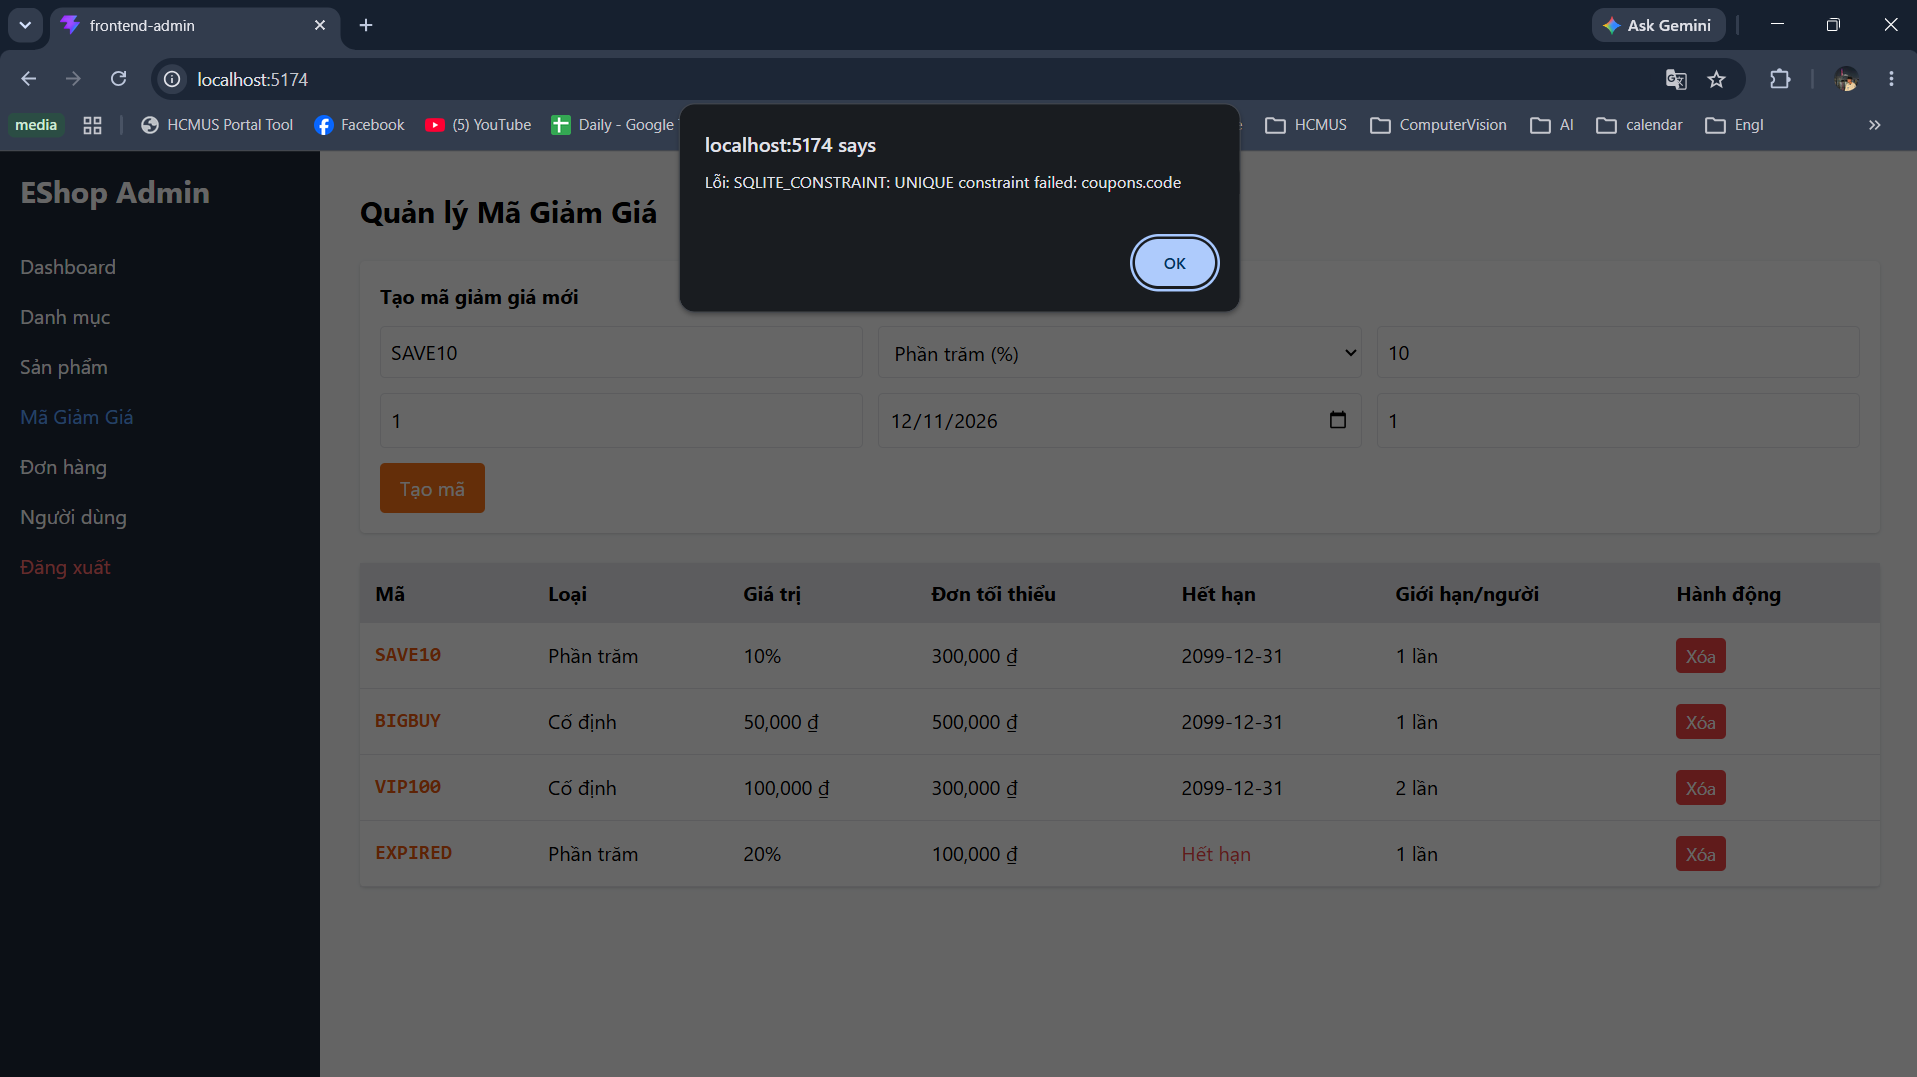 frontend-admin
Ask Gemini
localhost:5174
media
HCMUS Portal Tool
Facebook
(5) YouTube
Daily - Google
HCMUS
ComputerVision
AI
calendar
Engl
localhost:5174 says
Lỗi: SQLITE_CONSTRAINT: UNIQUE constraint failed: coupons.code
OK
EShop Admin
Dashboard
Danh mục
Sản phẩm
Mã Giảm Giá
Đơn hàng
Người dùng
Đăng xuất
Quản lý Mã Giảm Giá
Tạo mã giảm giá mới
SAVE10 Phần trăm (%) 10
1 12/11/2026 1
Tạo mã
Mã Loại Giá trị Đơn tối thiểu Hết hạn Giới hạn/người Hành động
SAVE10 Phần trăm 10% 300,000 ₫ 2099-12-31 1 lần Xóa
BIGBUY Cố định 50,000 ₫ 500,000 ₫ 2099-12-31 1 lần Xóa
VIP100 Cố định 100,000 ₫ 300,000 ₫ 2099-12-31 2 lần Xóa
EXPIRED Phần trăm 20% 100,000 ₫ Hết hạn 1 lần Xóa